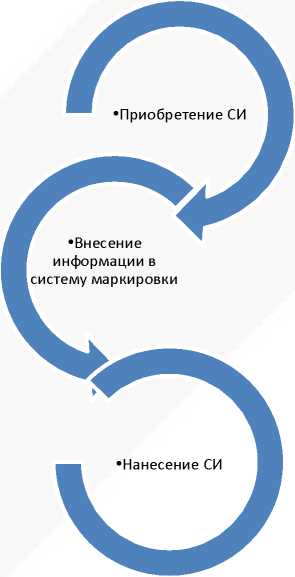 •Приобретение СИ
•Внесение
информации в
систему маркировки
•Нанесение СИ